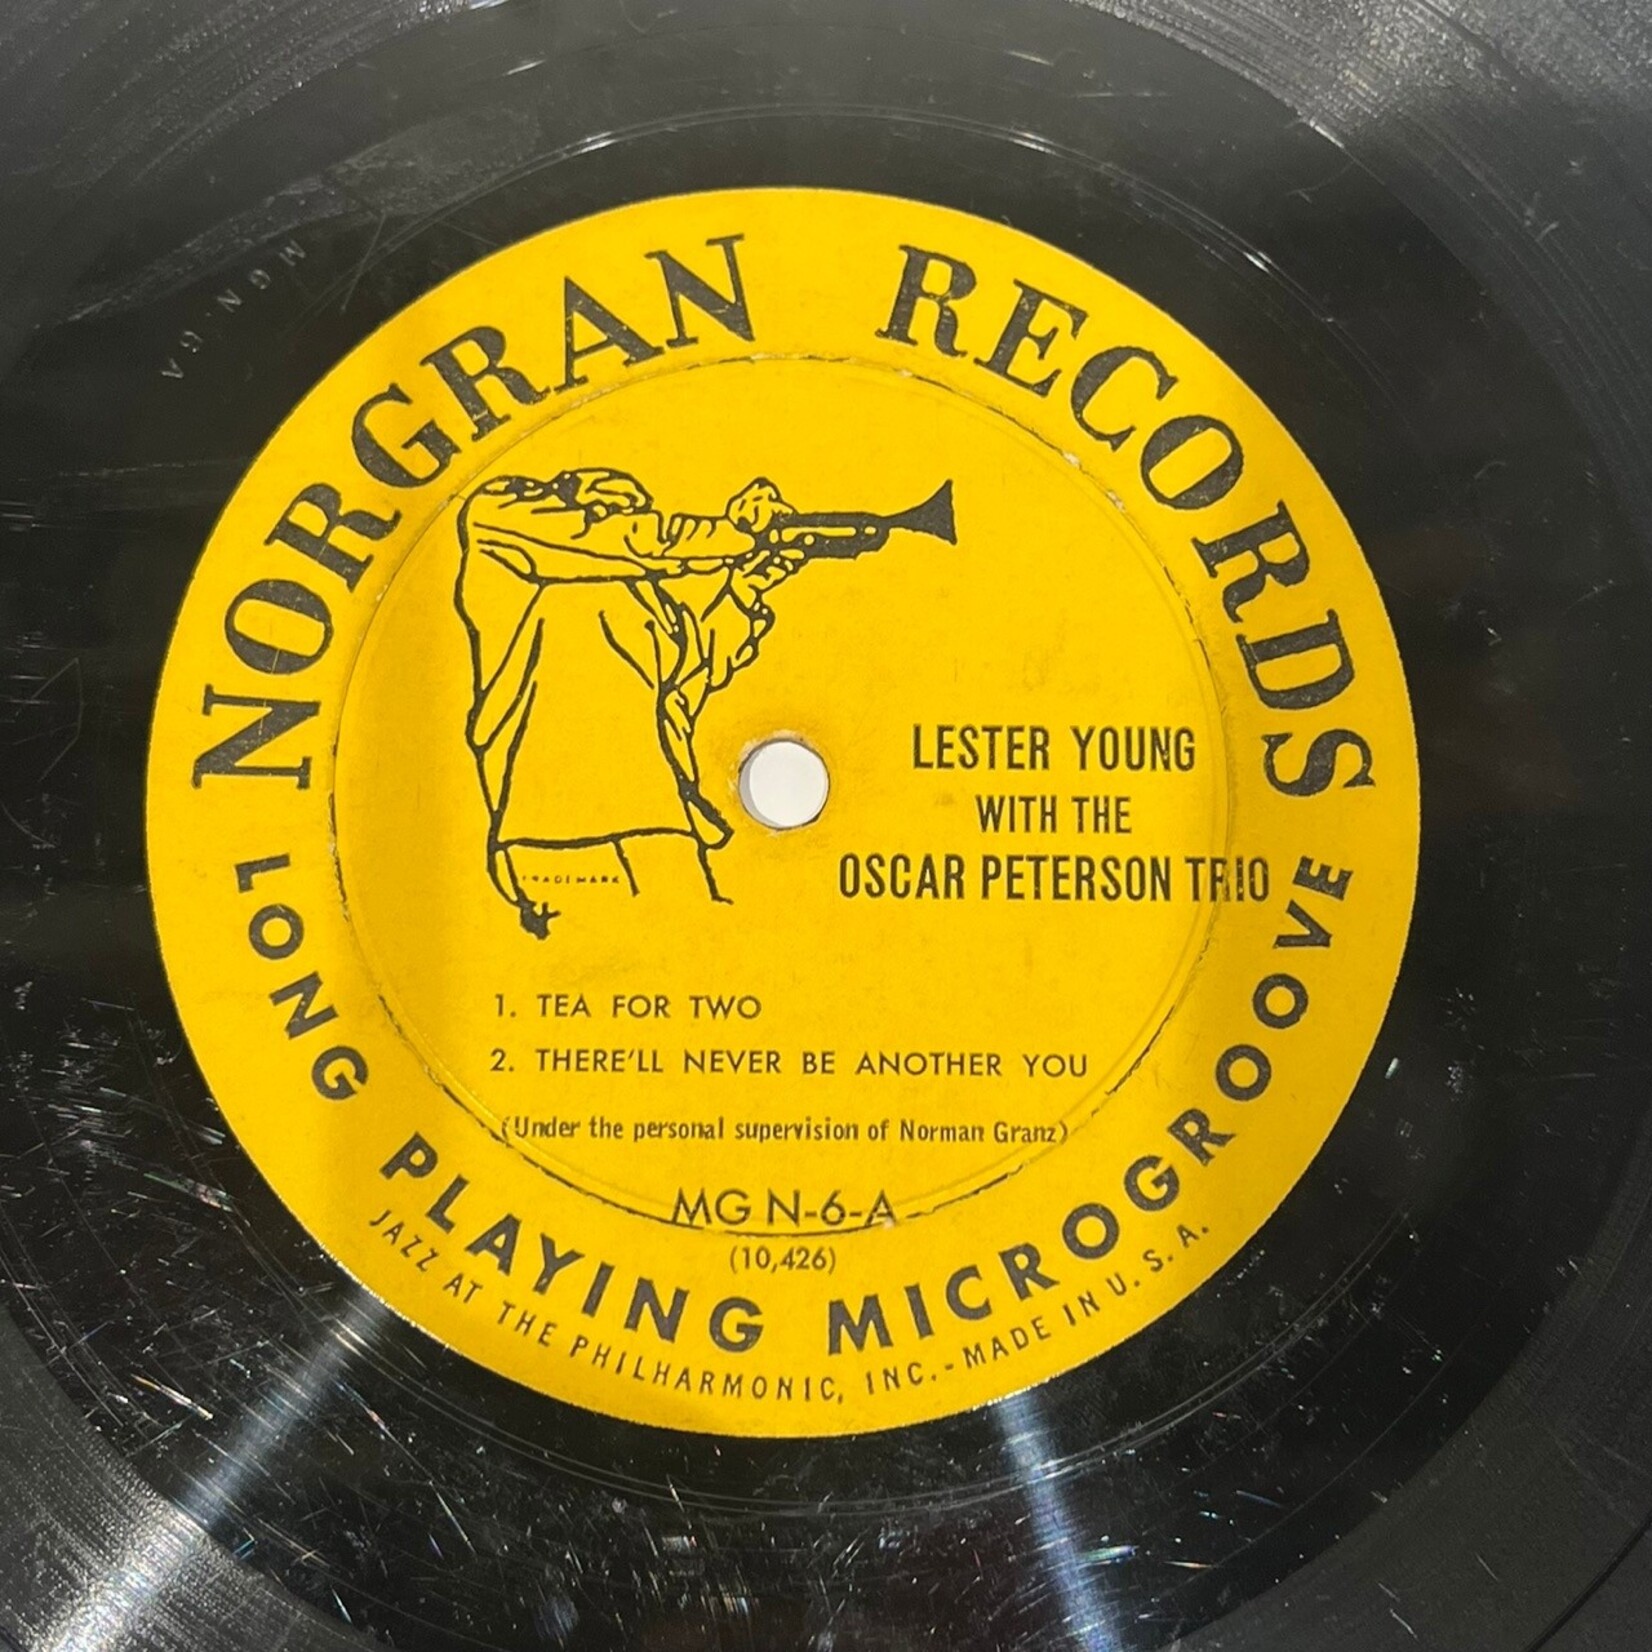 NORGRAN RECORDS
MG N-6A
TRADEMARK
LESTER YOUNG
WITH THE
OSCAR PETERSON TRIO
1. TEA FOR TWO
2. THERE'LL NEVER BE ANOTHER YOU
(Under the personal supervision of Norman Granz)
MG N-6-A
(10,426)
LONG PLAYING MICROGROOVE
JAZZ AT THE PHILHARMONIC, INC.-MADE IN U. S. A.